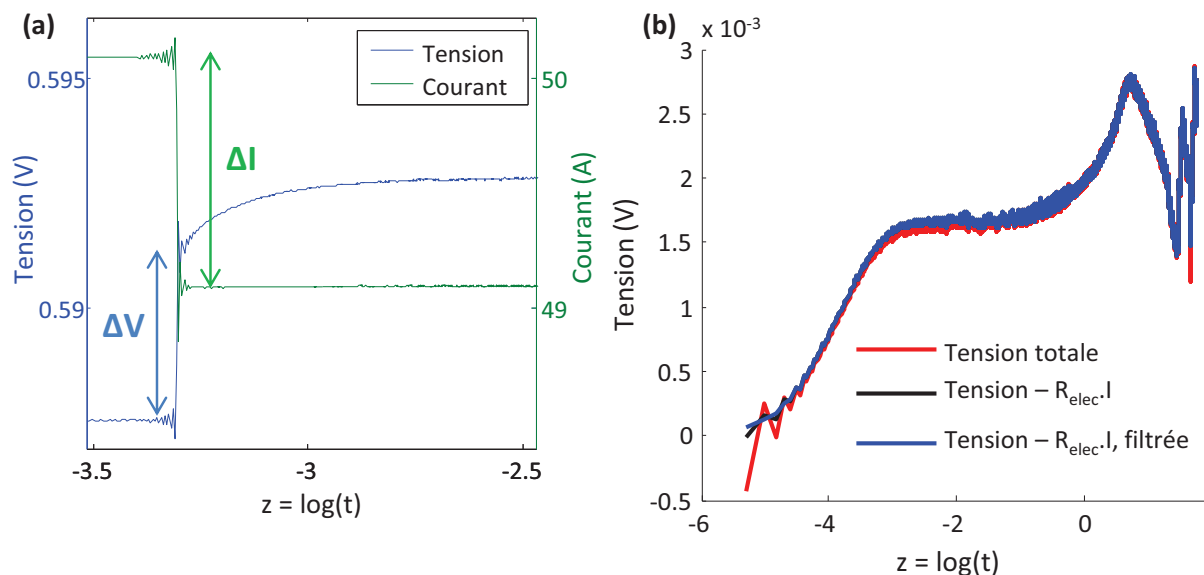 (a)
Tension
Courant
0.595
0.59
50
49
ΔI
ΔV
Tension (V)
Courant (A)
-3.5
-3
-2.5
z = log(t)
(b)
x 10⁻³
3
2.5
2
1.5
1
0.5
0
-0.5
Tension (V)
Tension totale
Tension – R_elec.I
Tension – R_elec.I, filtrée
-6
-4
-2
0
z = log(t)